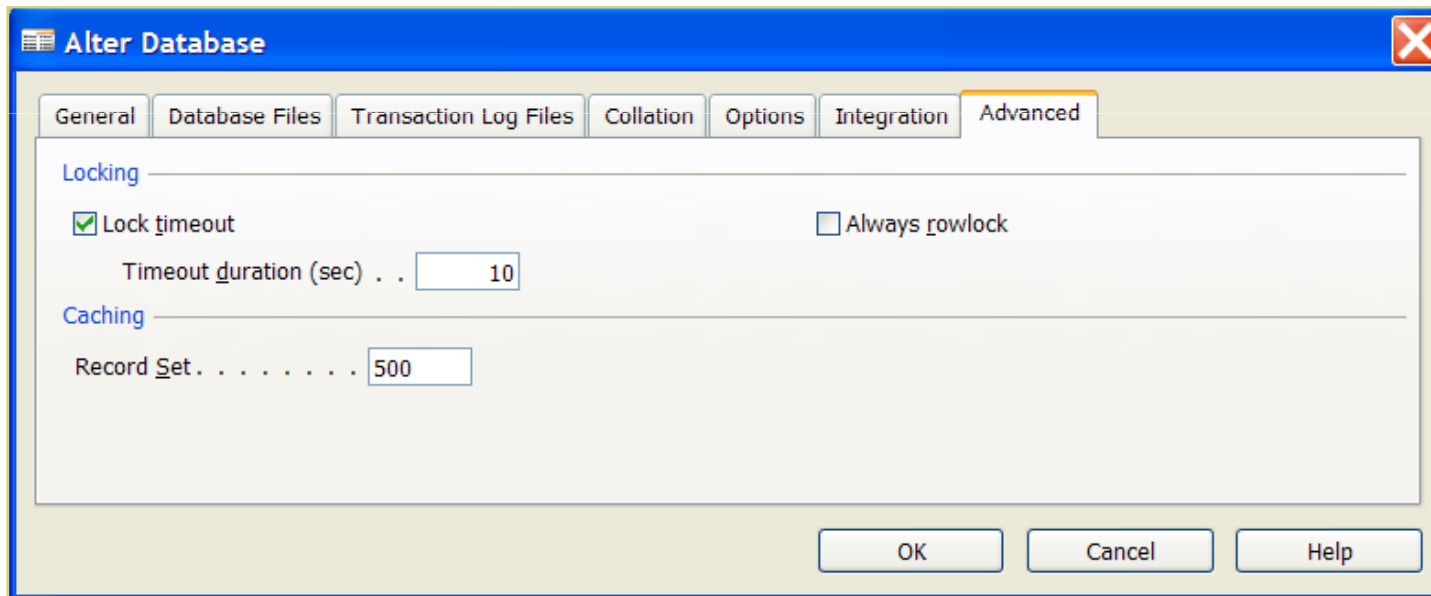 Alter Database
General Database Files Transaction Log Files Collation Options Integration Advanced
Locking
Lock timeout Always rowlock
Timeout duration (sec) . . 10
Caching
Record Set. . . . . . . . 500
OK Cancel Help